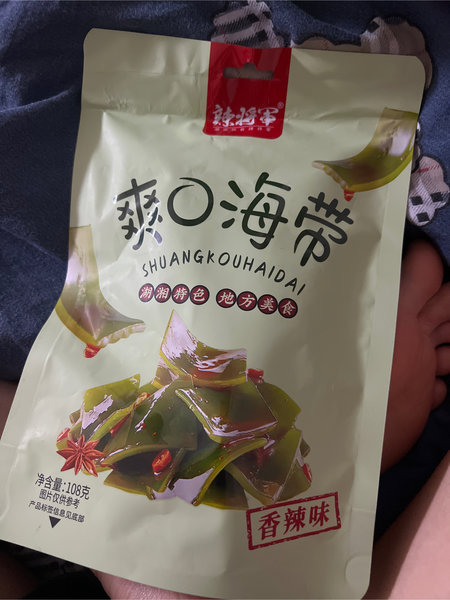 辣将军®
爽口海带
SHUANGKOUHAIDAI
湖湘特色 地方美食
净含量:108克
图片仅供参考
产品标签信息见底部
香辣味